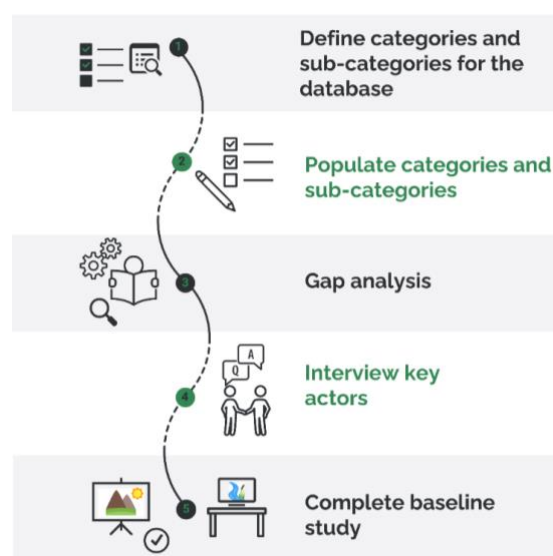 1
Define categories and
sub-categories for the
database
2
Populate categories and
sub-categories
3
Gap analysis
A
Q
4
Interview key
actors
5
Complete baseline
study